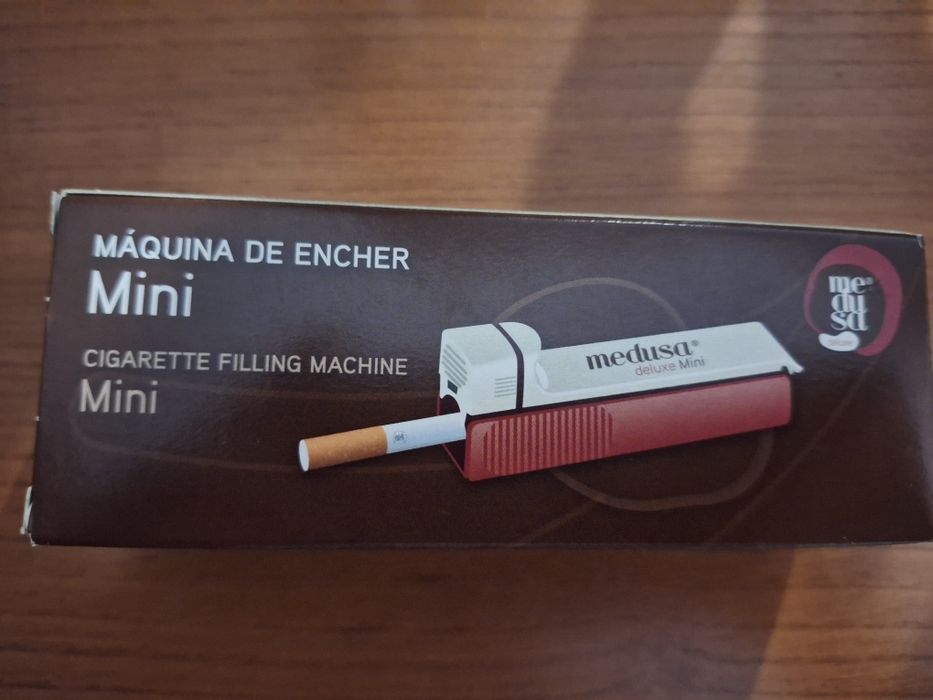 MÁQUINA DE ENCHER
Mini
CIGARETTE FILLING MACHINE
Mini
medusa®
deluxe Mini
me®
du
sa